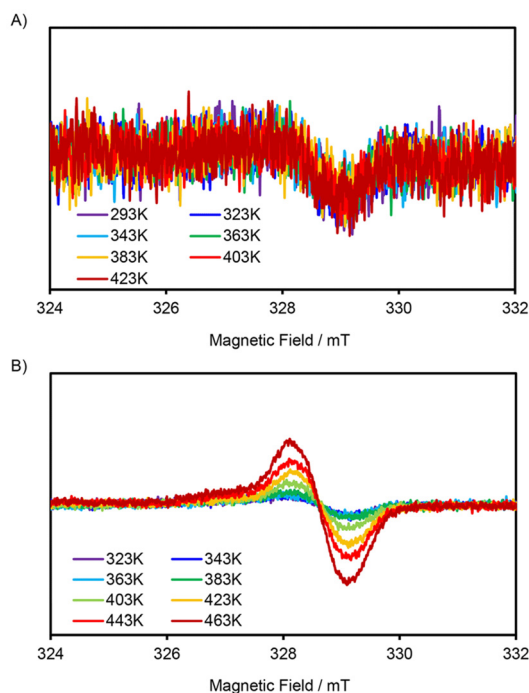 A)
293K 323K
343K 363K
383K 403K
423K
324 326 328 330 332
Magnetic Field / mT
B)
323K 343K
363K 383K
403K 423K
443K 463K
324 326 328 330 332
Magnetic Field / mT